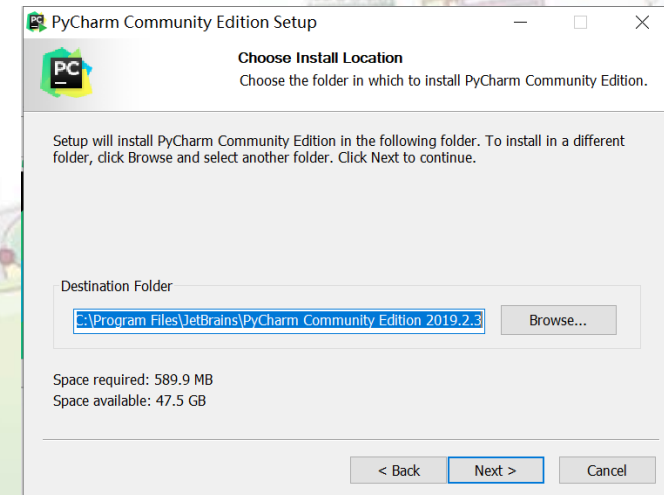 PyCharm Community Edition Setup
PC
Choose Install Location
Choose the folder in which to install PyCharm Community Edition.
Setup will install PyCharm Community Edition in the following folder. To install in a different
folder, click Browse and select another folder. Click Next to continue.
Destination Folder
C:\Program Files\JetBrains\PyCharm Community Edition 2019.2.3
Browse...
Space required: 589.9 MB
Space available: 47.5 GB
< Back
Next >
Cancel